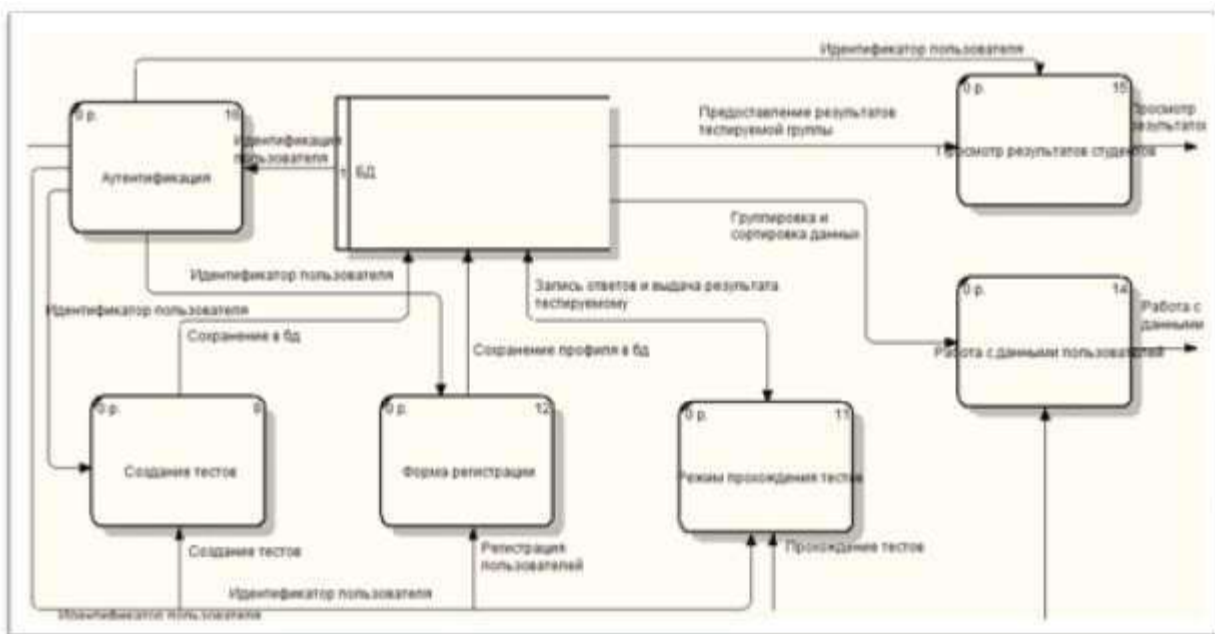 Идентификатор пользователя
0 р.
15
Просмотр
результатов
Просмотр результатов студентов
Предоставление результатов
тестируемой группы
0 р.
Аутентификация
Идентификация
пользователя
1
БД
Группировка и
сортировка данных
Идентификатор пользователя
Запись ответов и выдача результата
тестируемому
0 р.
14
Работа с
данными
Работа с данными пользователей
Идентификатор пользователя
Сохранение в бд
Сохранение профиля в бд
0 р.
Создание тестов
0 р.
12
Форма регистрации
0 р.
11
Режим прохождения тестов
Создание тестов
Регистрация
пользователей
Прохождение тестов
Идентификатор пользователя
Идентификатор пользователя